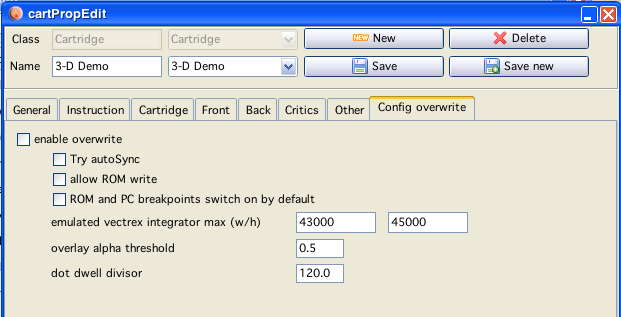 cartPropEdit
Class Cartridge Cartridge NEW New Delete
Name 3-D Demo 3-D Demo Save Save new
General Instruction Cartridge Front Back Critics Other Config overwrite
enable overwrite
Try autoSync
allow ROM write
ROM and PC breakpoints switch on by default
emulated vectrex integrator max (w/h) 43000 45000
overlay alpha threshold 0.5
dot dwell divisor 120.0